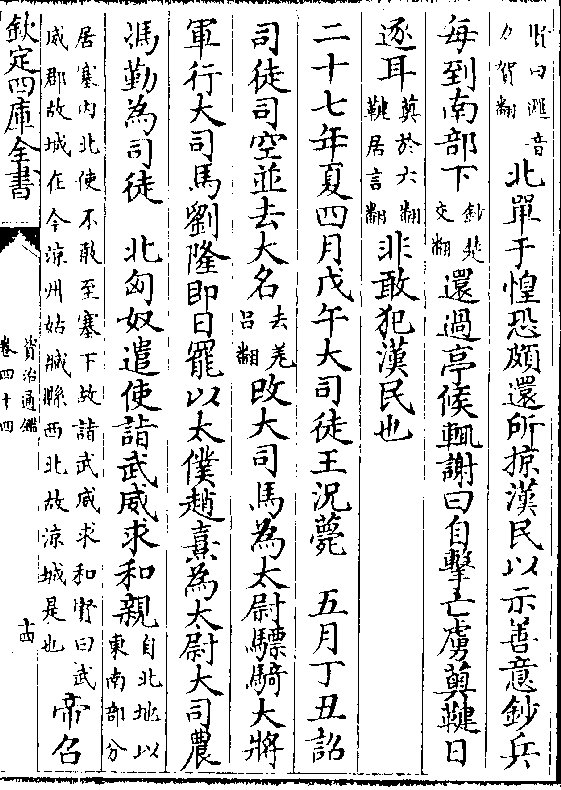 賢曰漚音
力賀翻
北單于惶恐頗還所掠漢民以示善意鈔兵
每到南部下鈔楚
交翻
還過亭候輒謝曰自擊亡虜薁鞬日
逐耳薁於六翻
鞬居言翻
非敢犯漢民也
二十七年夏四月戊午大司徒王況薨 五月丁丑詔
司徒司空並去大名去羌
呂翻
改大司馬為太尉驃騎大將
軍行大司馬劉隆即日罷以太僕趙熹為太尉大司農
馮勤為司徒 北匈奴遣使詣武威求和親自北地以
東南部分
居塞內北使不敢至塞下故詣武威求和賢曰武
威郡故城在今涼州姑臧縣西北故涼城是也
帝召
欽定四庫全書
資治通鑑
卷四十四
十四